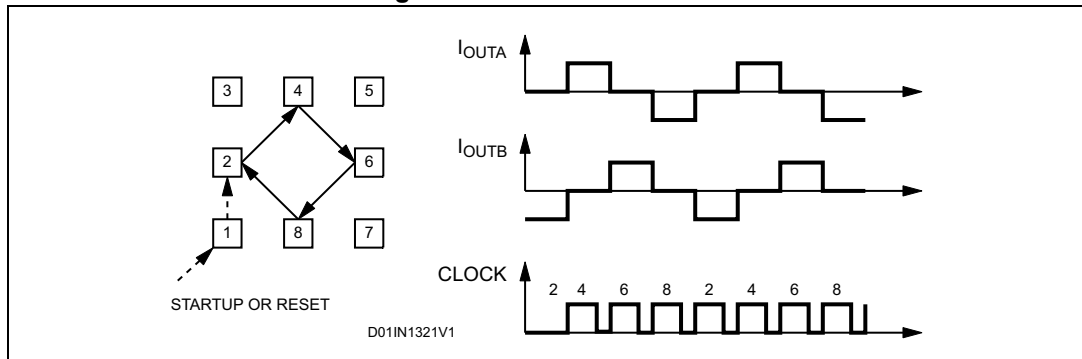 I_OUTA
3 4 5
I_OUTB
2 6
1 8 7
CLOCK
2 4 6 8 2 4 6 8
STARTUP OR RESET
D01IN1321V1